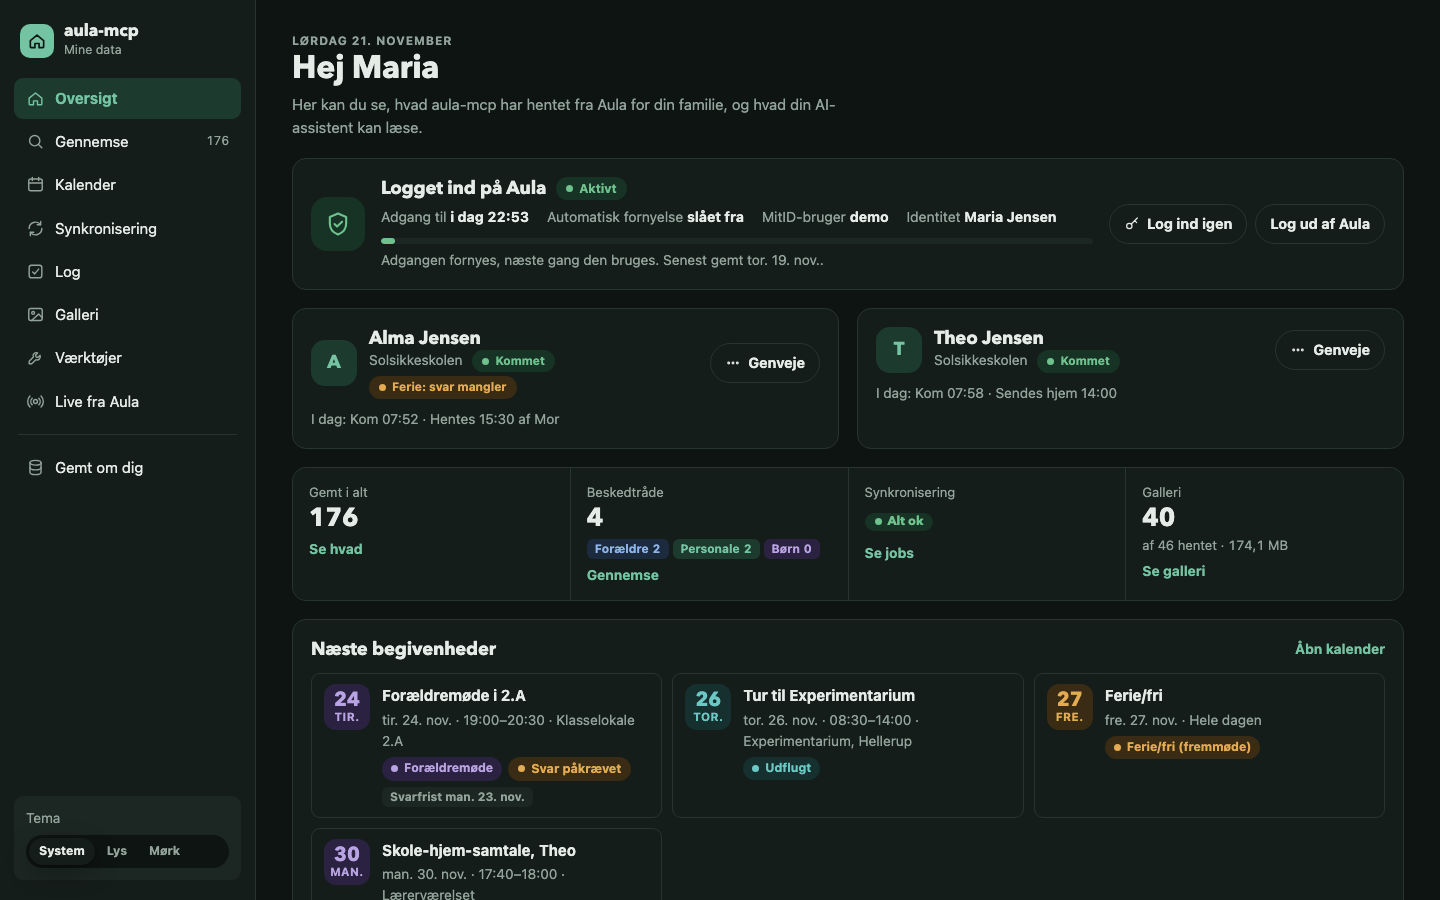 aula-mcp
Mine data
Oversigt
Gennemse 176
Kalender
Synkronisering
Log
Galleri
Værktøjer
Live fra Aula
Gemt om dig
Tema
System Lys Mørk
LØRDAG 21. NOVEMBER
Hej Maria
Her kan du se, hvad aula-mcp har hentet fra Aula for din familie, og hvad din AI-
assistent kan læse.
Logget ind på Aula Aktivt
Adgang til i dag 22:53 Automatisk fornyelse slået fra MitID-bruger demo Identitet Maria Jensen
Adgangen fornyes, næste gang den bruges. Senest gemt tor. 19. nov..
Log ind igen Log ud af Aula
Alma Jensen
A
Solsikkeskolen Kommet
Ferie: svar mangler
Genveje
I dag: Kom 07:52 · Hentes 15:30 af Mor
Theo Jensen
T
Solsikkeskolen Kommet
Genveje
I dag: Kom 07:58 · Sendes hjem 14:00
Gemt i alt
176
Se hvad
Beskedtråde
4
Forældre 2 Personale 2 Børn 0
Gennemse
Synkronisering
Alt ok
Se jobs
Galleri
40
af 46 hentet · 174,1 MB
Se galleri
Næste begivenheder Åbn kalender
24
TIR.
Forældremøde i 2.A
tir. 24. nov. · 19:00–20:30 · Klasselokale
2.A
Forældremøde Svar påkrævet
Svarfrist man. 23. nov.
26
TOR.
Tur til Experimentarium
tor. 26. nov. · 08:30–14:00 ·
Experimentarium, Hellerup
Udflugt
27
FRE.
Ferie/fri
fre. 27. nov. · Hele dagen
Ferie/fri (fremmøde)
30
MAN.
Skole-hjem-samtale, Theo
man. 30. nov. · 17:40–18:00 ·
Lærerværelset